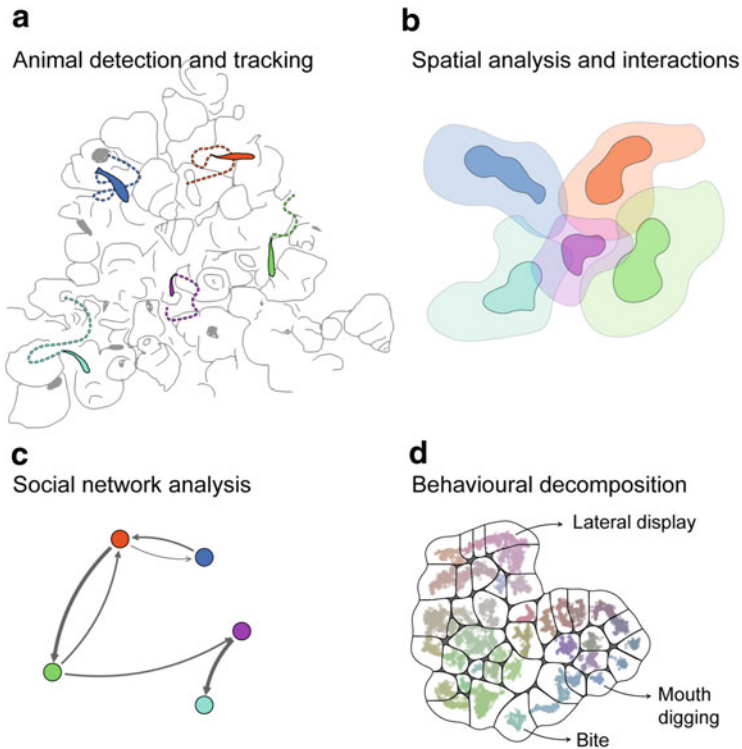 a
Animal detection and tracking
b
Spatial analysis and interactions
c
Social network analysis
d
Behavioural decomposition
Lateral display
Mouth
digging
Bite